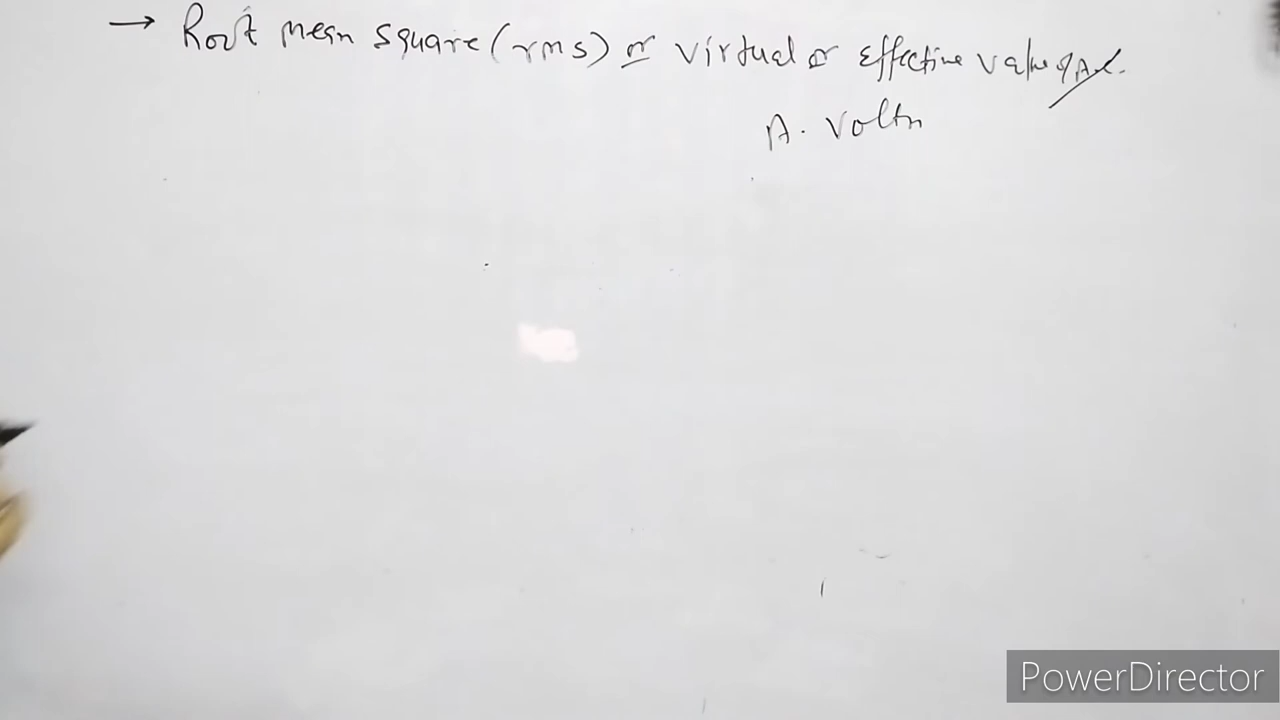 → Root mean square (rms) or virtual or effective value of A.C.
A. Voltn
PowerDirector